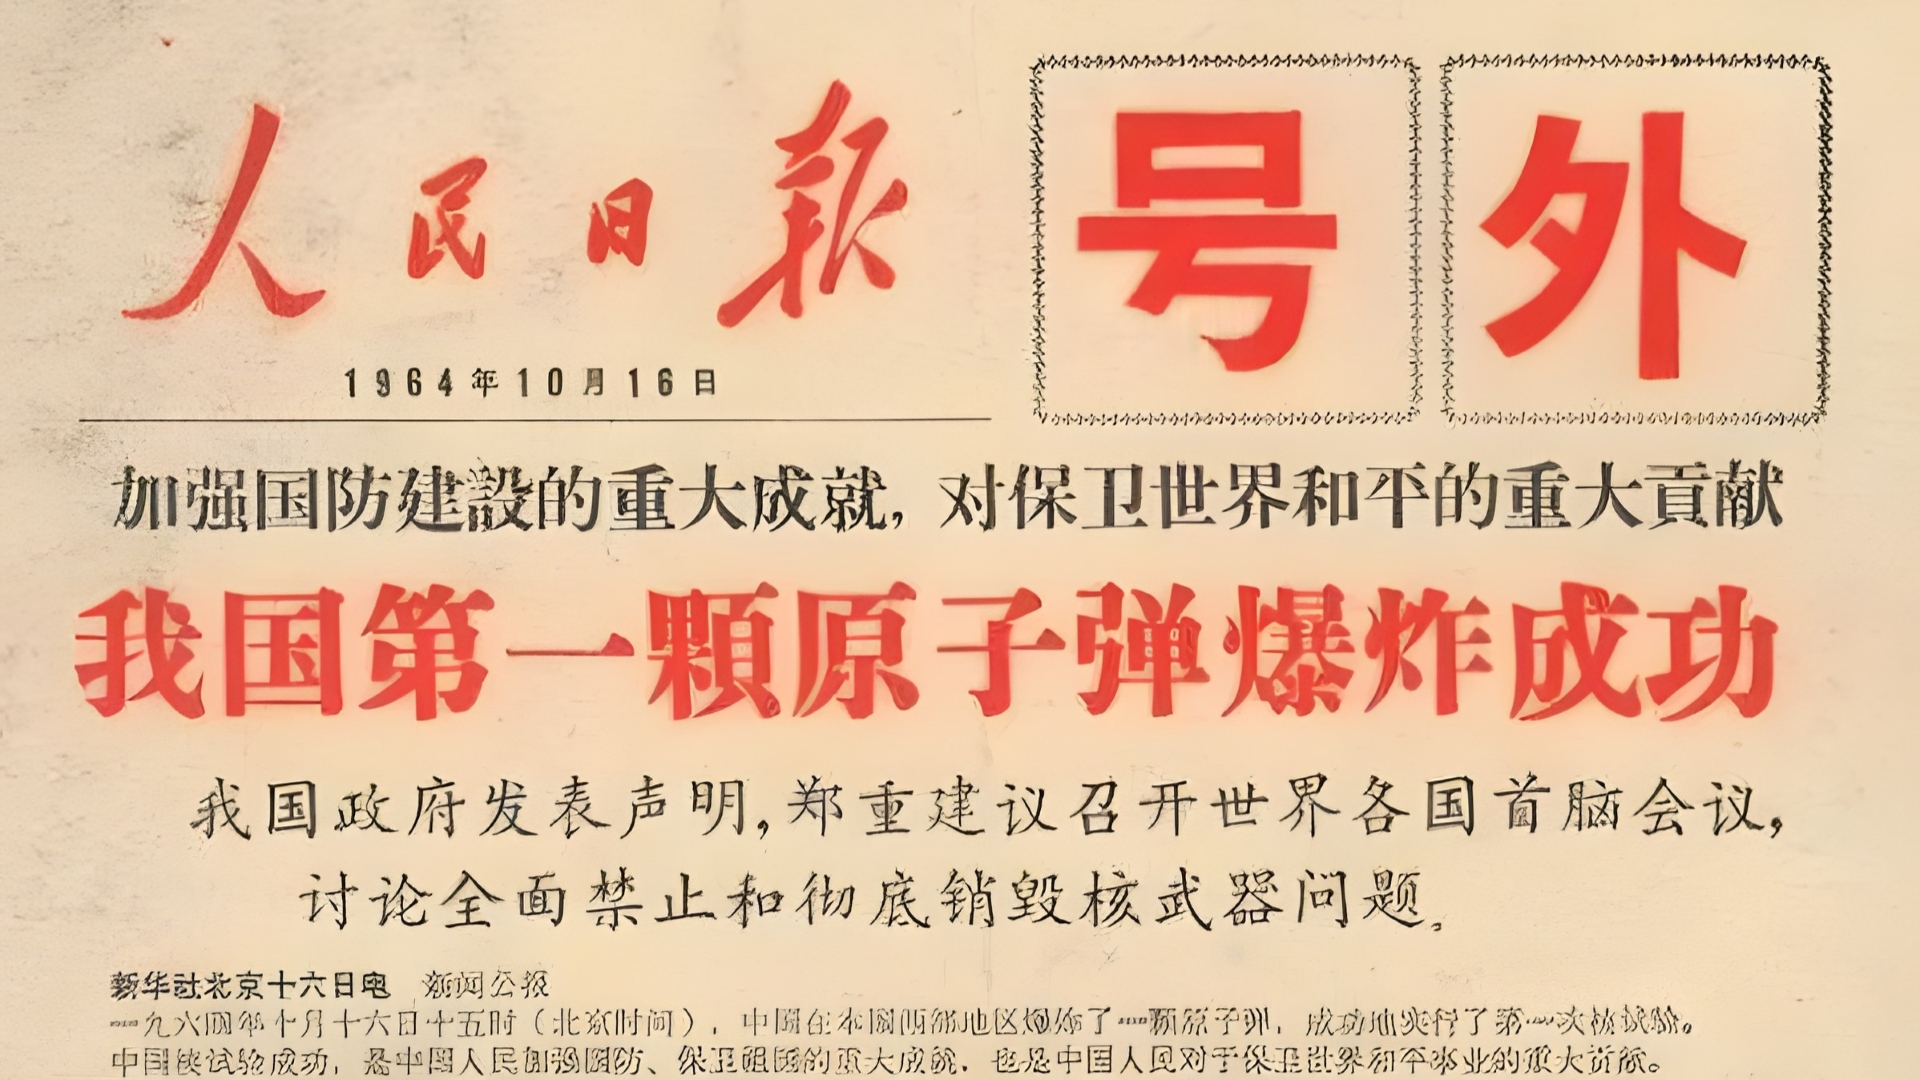 人民日报
号外
1964年10月16日
加强国防建設的重大成就，对保卫世界和平的重大貢献
我国第一顆原子弹爆炸成功
我国政府发表声明，郑重建议召开世界各国首脑会议，
讨论全面禁止和彻底销毁核武器问题。
新华社北京十六日电 新闻公报
一九六四年十月十六日十五时（北京时间），中国在本国西部地区爆炸了一顆原子弹，成功地实行了第一次核试验。
中国核试验成功，是中国人民加强国防、保卫祖国的重大成就，也是中国人民对于保卫世界和平事业的重大贡献。